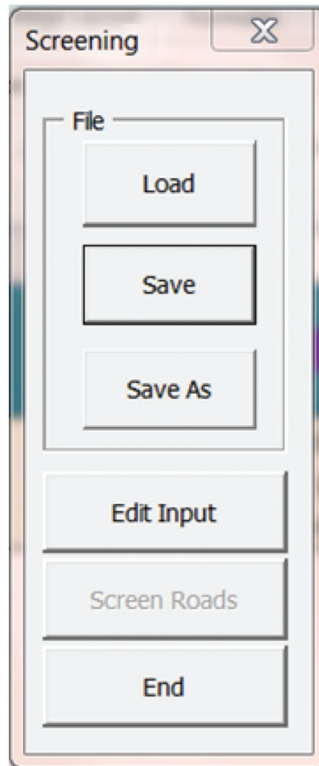 Screening
File
Load
Save
Save As
Edit Input
Screen Roads
End